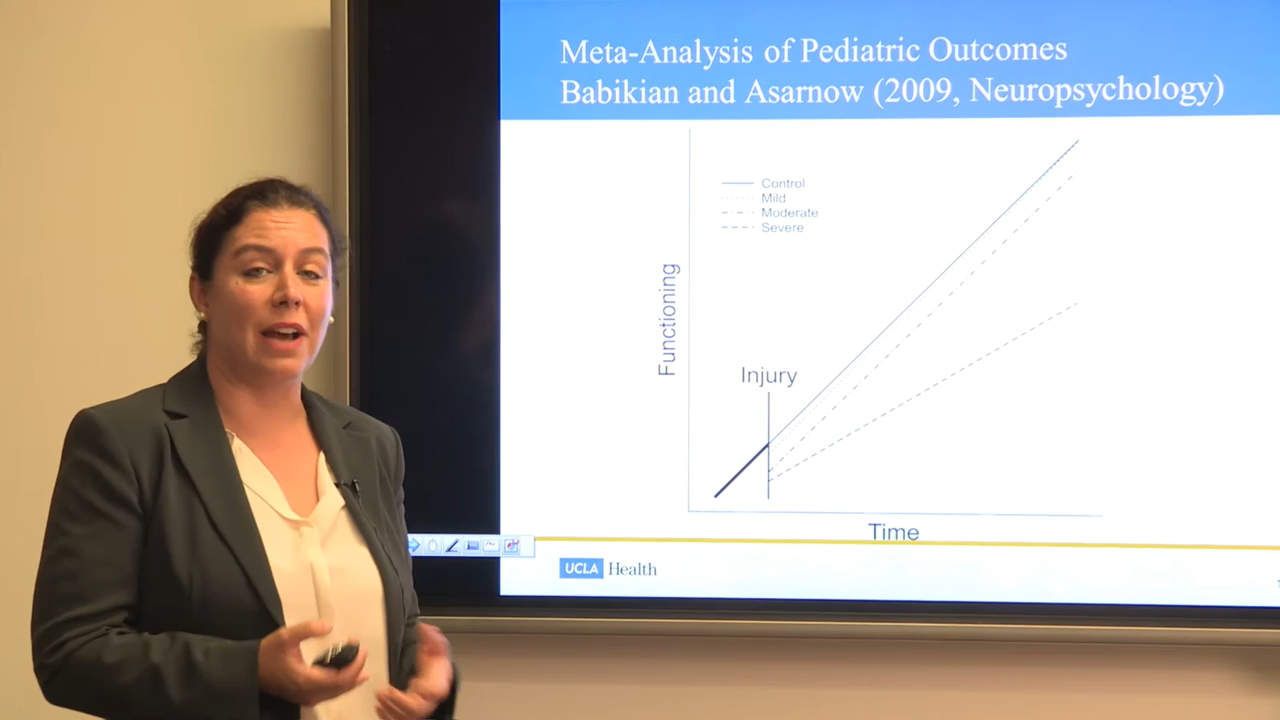 Meta-Analysis of Pediatric Outcomes
Babikian and Asarnow (2009, Neuropsychology)
Control
Mild
Moderate
Severe
Functioning
Injury
Time
UCLA Health